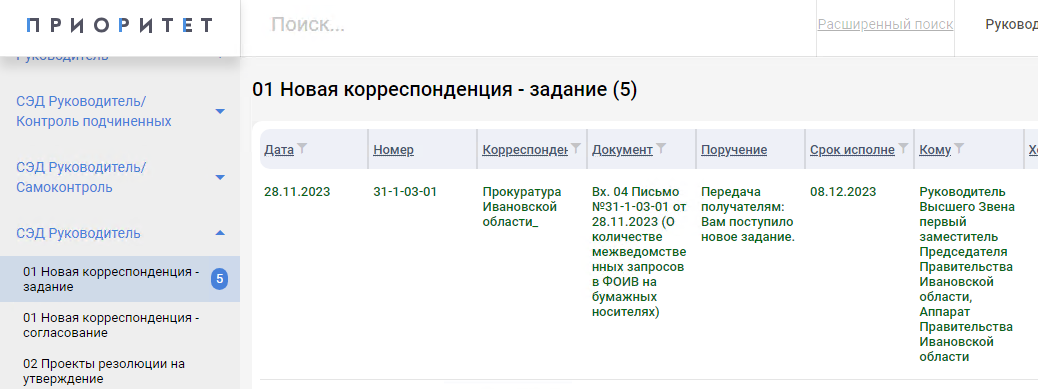 ПРИОРИТЕТ
Поиск...
Расширенный поиск
Руковод
Руководитель
СЭД Руководитель/
Контроль подчиненных
СЭД Руководитель/
Самоконтроль
СЭД Руководитель
01 Новая корреспонденция -
задание
5
01 Новая корреспонденция -
согласование
02 Проекты резолюции на
утверждение
01 Новая корреспонденция - задание (5)
Дата
Номер
Корреспонден
Документ
Поручение
Срок исполне
Кому
28.11.2023
31-1-03-01
Прокуратура
Ивановской
области_
Вх. 04 Письмо
№31-1-03-01 от
28.11.2023 (О
количестве
межведомстве
нных запросов
в ФОИВ на
бумажных
носителях)
Передача
получателям:
Вам поступило
новое задание.
08.12.2023
Руководитель
Высшего Звена
первый
заместитель
Председателя
Правительства
Ивановской
области,
Аппарат
Правительства
Ивановской
области